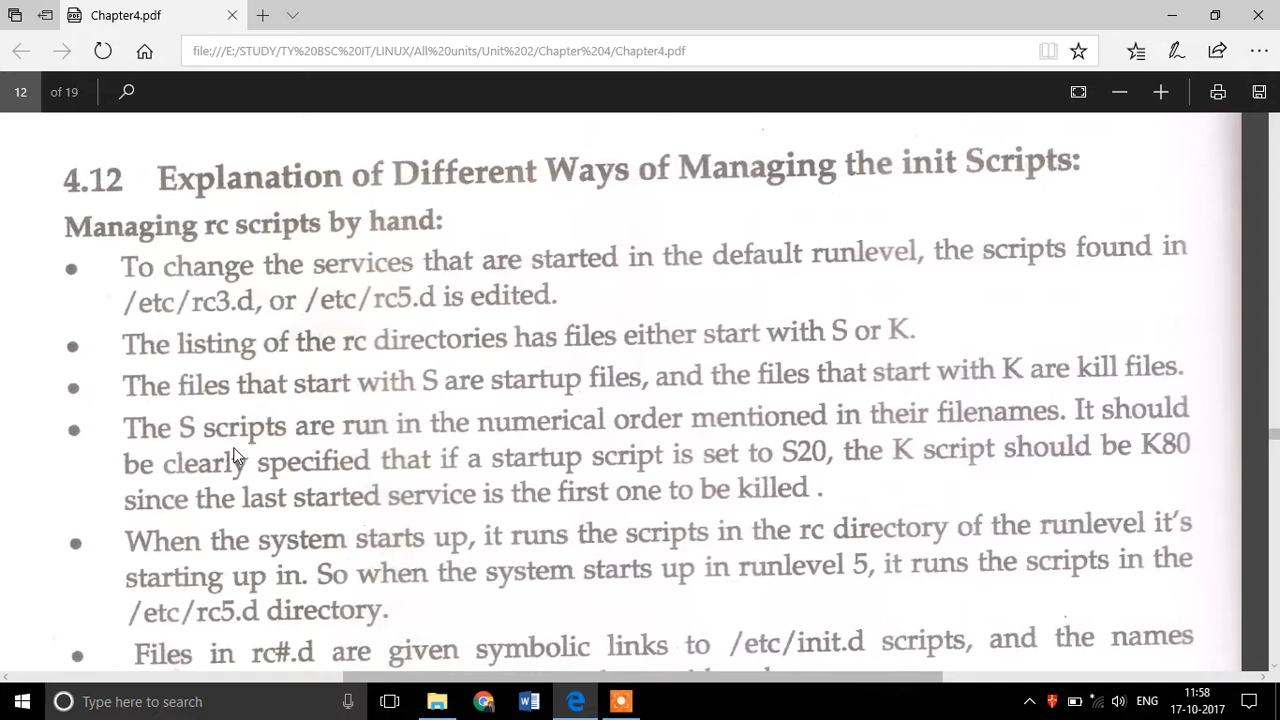 Chapter4.pdf
file:///E:/STUDY/TY%20BSC%20IT/LINUX/All%20units/Unit%202/Chapter%204/Chapter4.pdf
12 of 19
4.12 Explanation of Different Ways of Managing the init Scripts:
Managing rc scripts by hand:
• To change the services that are started in the default runlevel, the scripts found in
/etc/rc3.d, or /etc/rc5.d is edited.
• The listing of the rc directories has files either start with S or K.
• The files that start with S are startup files, and the files that start with K are kill files.
• The S scripts are run in the numerical order mentioned in their filenames. It should
be clearly specified that if a startup script is set to S20, the K script should be K80
since the last started service is the first one to be killed .
• When the system starts up, it runs the scripts in the rc directory of the runlevel it's
starting up in. So when the system starts up in runlevel 5, it runs the scripts in the
/etc/rc5.d directory.
• Files in rc#.d are given symbolic links to /etc/init.d scripts, and the names
Type here to search
ENG
11:58
17-10-2017